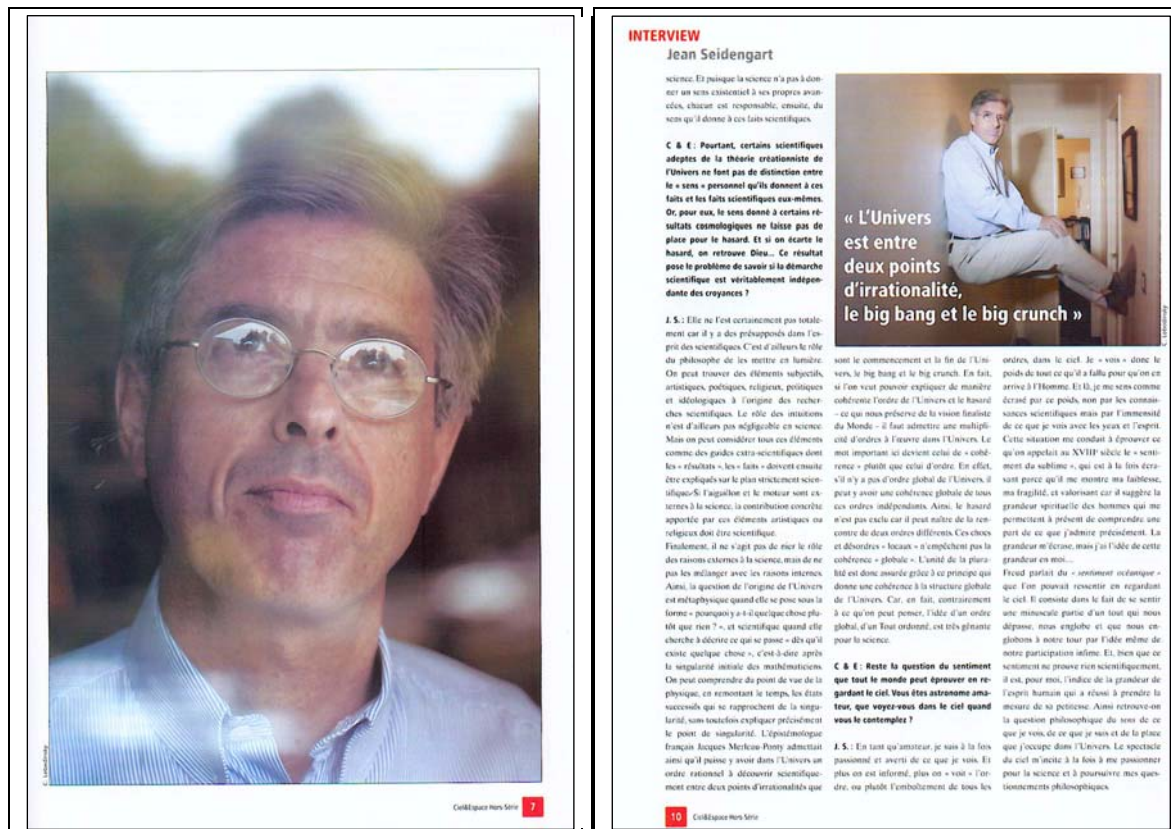 C. Lebedinsky
Ciel&Espace Hors-Série 7
INTERVIEW
Jean Seidengart
science. Et puisque la science n'a pas à don-
ner un sens existentiel à ses propres avan-
cées, chacun est responsable, ensuite, du
sens qu'il donne à ces faits scientifiques.
C & E : Pourtant, certains scientifiques
adeptes de la théorie créationniste de
l'Univers ne font pas de distinction entre
le « sens » personnel qu'ils donnent à ces
faits et les faits scientifiques eux-mêmes.
Or, pour eux, le sens donné à certains ré-
sultats cosmologiques ne laisse pas de
place pour le hasard. Et si on écarte le
hasard, on retrouve Dieu... Ce résultat
pose le problème de savoir si la démarche
scientifique est véritablement indépen-
dante des croyances ?
J. S. : Elle ne l'est certainement pas totale-
ment car il y a des présupposés dans l'es-
prit des scientifiques. C'est d'ailleurs le rôle
du philosophe de les mettre en lumière.
On peut trouver des éléments subjectifs,
artistiques, poétiques, religieux, politiques
et idéologiques à l'origine des recher-
ches scientifiques. Le rôle des intuitions
n'est d'ailleurs pas négligeable en science.
Mais on peut considérer tous ces éléments
comme des guides extra-scientifiques dont
les « résultats », les « faits » doivent ensuite
être expliqués sur le plan strictement scien-
tifique. Si l'aiguillon et le moteur sont ex-
ternes à la science, la contribution concrète
apportée par ces éléments artistiques ou
religieux doit être scientifique.
Finalement, il ne s'agit pas de nier le rôle
des raisons externes à la science, mais de ne
pas les mélanger avec les raisons internes.
Ainsi, la question de l'origine de l'Univers
est métaphysique quand elle se pose sous la
forme « pourquoi y a-t-il quelque chose plu-
tôt que rien ? », et scientifique quand elle
cherche à décrire ce qui se passe « dès qu'il
existe quelque chose », c'est-à-dire après
la singularité initiale des mathématiciens.
On peut comprendre du point de vue de la
physique, en remontant le temps, les états
successifs qui se rapprochent de la singu-
larité, sans toutefois expliquer précisément
le point de singularité. L'épistémologue
français Jacques Merleau-Ponty admettait
ainsi qu'il puisse y avoir dans l'Univers un
ordre rationnel à découvrir scientifique-
ment entre deux points d'irrationalités que
« L'Univers
est entre
deux points
d'irrationalité,
le big bang et le big crunch »
C. Lebedinsky
sont le commencement et la fin de l'Uni-
vers, le big bang et le big crunch. En fait,
si l'on veut pouvoir expliquer de manière
cohérente l'ordre de l'Univers et le hasard
– ce qui nous préserve de la vision finaliste
du Monde – il faut admettre une multipli-
cité d'ordres à l'œuvre dans l'Univers. Le
mot important ici devient celui de « cohé-
rence » plutôt que celui d'ordre. En effet,
s'il n'y a pas d'ordre global de l'Univers, il
peut y avoir une cohérence globale de tous
ces ordres indépendants. Ainsi, le hasard
n'est pas exclu car il peut naître de la ren-
contre de deux ordres différents. Ces chocs
et désordres « locaux » n'empêchent pas la
cohérence « globale ». L'unité de la plura-
lité est donc assurée grâce à ce principe qui
donne une cohérence à la structure globale
de l'Univers. Car, en fait, contrairement
à ce qu'on peut penser, l'idée d'un ordre
global, d'un Tout ordonné, est très gênante
pour la science.
C & E : Reste la question du sentiment
que tout le monde peut éprouver en re-
gardant le ciel. Vous êtes astronome ama-
teur, que voyez-vous dans le ciel quand
vous le contemplez ?
J. S. : En tant qu'amateur, je suis à la fois
passionné et averti de ce que je vois. Et
plus on est informé, plus on « voit » l'or-
dre, ou plutôt l'emboîtement de tous les
ordres, dans le ciel. Je « vois » donc le
poids de tout ce qu'il a fallu pour qu'on en
arrive à l'Homme. Et là, je me sens comme
écrasé par ce poids, non par les connais-
sances scientifiques mais par l'immensité
de ce que je vois avec les yeux et l'esprit.
Cette situation me conduit à éprouver ce
qu'on appelait au XVIIIe siècle le « senti-
ment du sublime », qui est à la fois écra-
sant parce qu'il me montre ma faiblesse,
ma fragilité, et valorisant car il suggère la
grandeur spirituelle des hommes qui me
permettent à présent de comprendre une
part de ce que j'admire précisément. La
grandeur m'écrase, mais j'ai l'idée de cette
grandeur en moi...
Freud parlait du « sentiment océanique »
que l'on pouvait ressentir en regardant
le ciel. Il consiste dans le fait de se sentir
une minuscule partie d'un tout qui nous
dépasse, nous englobe et que nous en-
globons à notre tour par l'idée même de
notre participation infime. Et, bien que ce
sentiment ne prouve rien scientifiquement,
il est, pour moi, l'indice de la grandeur de
l'esprit humain qui a réussi à prendre la
mesure de sa petitesse. Ainsi retrouve-on
la question philosophique du sens de ce
que je vois, de ce que je suis et de la place
que j'occupe dans l'Univers. Le spectacle
du ciel m'incite à la fois à me passionner
pour la science et à poursuivre mes ques-
tionnements philosophiques.
10 Ciel&Espace Hors-Série